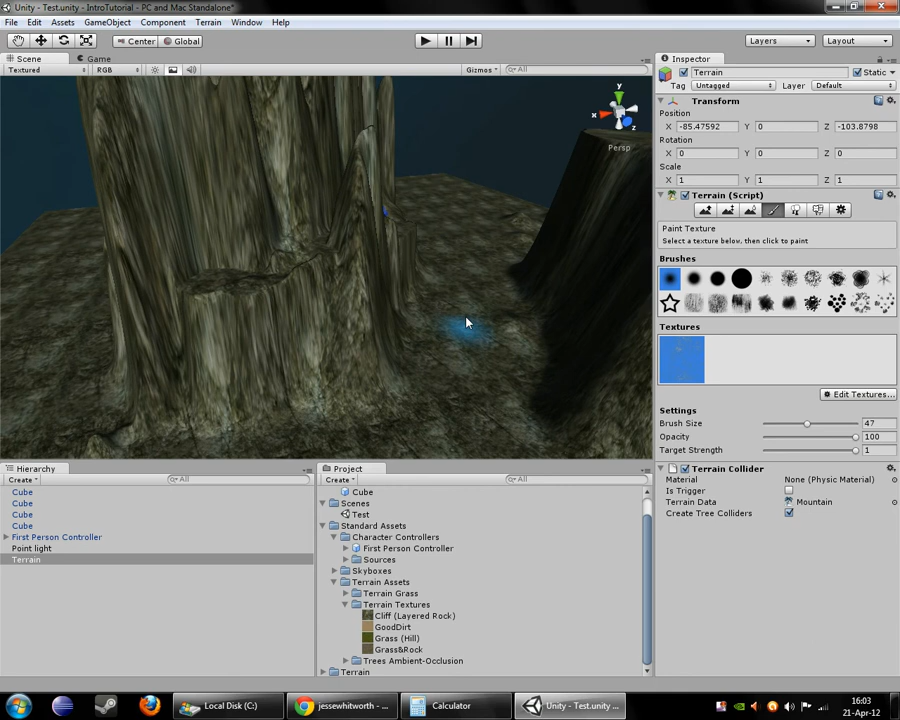 Unity - Test.unity - IntroTutorial - PC and Mac Standalone*
File Edit Assets GameObject Component Terrain Window Help
Center Global Layers Layout
Scene Game
Textured RGB Gizmos All
y
x
z
Persp
Inspector
Terrain Static
Tag Untagged Layer Default
Transform
Position
X -85.47592 Y 0 Z -103.8798
Rotation
X 0 Y 0 Z 0
Scale
X 1 Y 1 Z 1
Terrain (Script)
Paint Texture
Select a texture below, then click to paint
Brushes
Textures
Edit Textures...
Settings
Brush Size 47
Opacity 100
Target Strength 1
Terrain Collider
Material None (Physic Material)
Is Trigger
Terrain Data Mountain
Create Tree Colliders
Hierarchy
Create All
Cube
Cube
Cube
Cube
First Person Controller
Point light
Terrain
Project
Create All
Cube
Scenes
Test
Standard Assets
Character Controllers
First Person Controller
Sources
Skyboxes
Terrain Assets
Terrain Grass
Terrain Textures
Cliff (Layered Rock)
GoodDirt
Grass (Hill)
Grass&Rock
Trees Ambient-Occlusion
Terrain
Local Disk (C:) jessewhitworth - ... Calculator Unity - Test.unity ...
EN
16:03
21-Apr-12